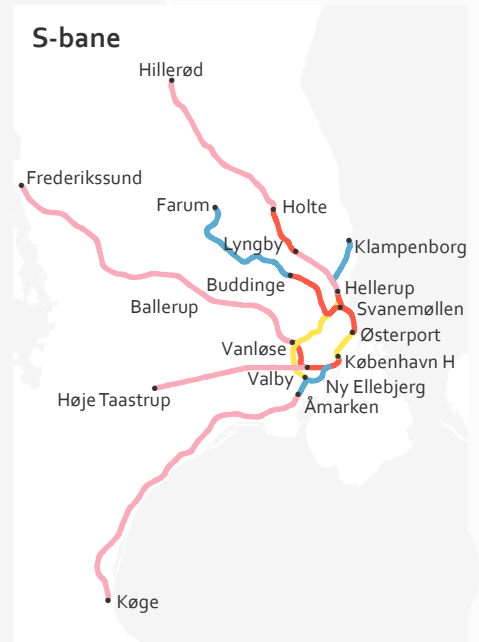 S-bane
Hillerød
Frederikssund
Farum
Holte
Lyngby
Klampenborg
Buddinge
Hellerup
Ballerup
Svanemøllen
Østerport
Vanløse
København H
Valby
Ny Ellebjerg
Høje Taastrup
Åmarken
Køge